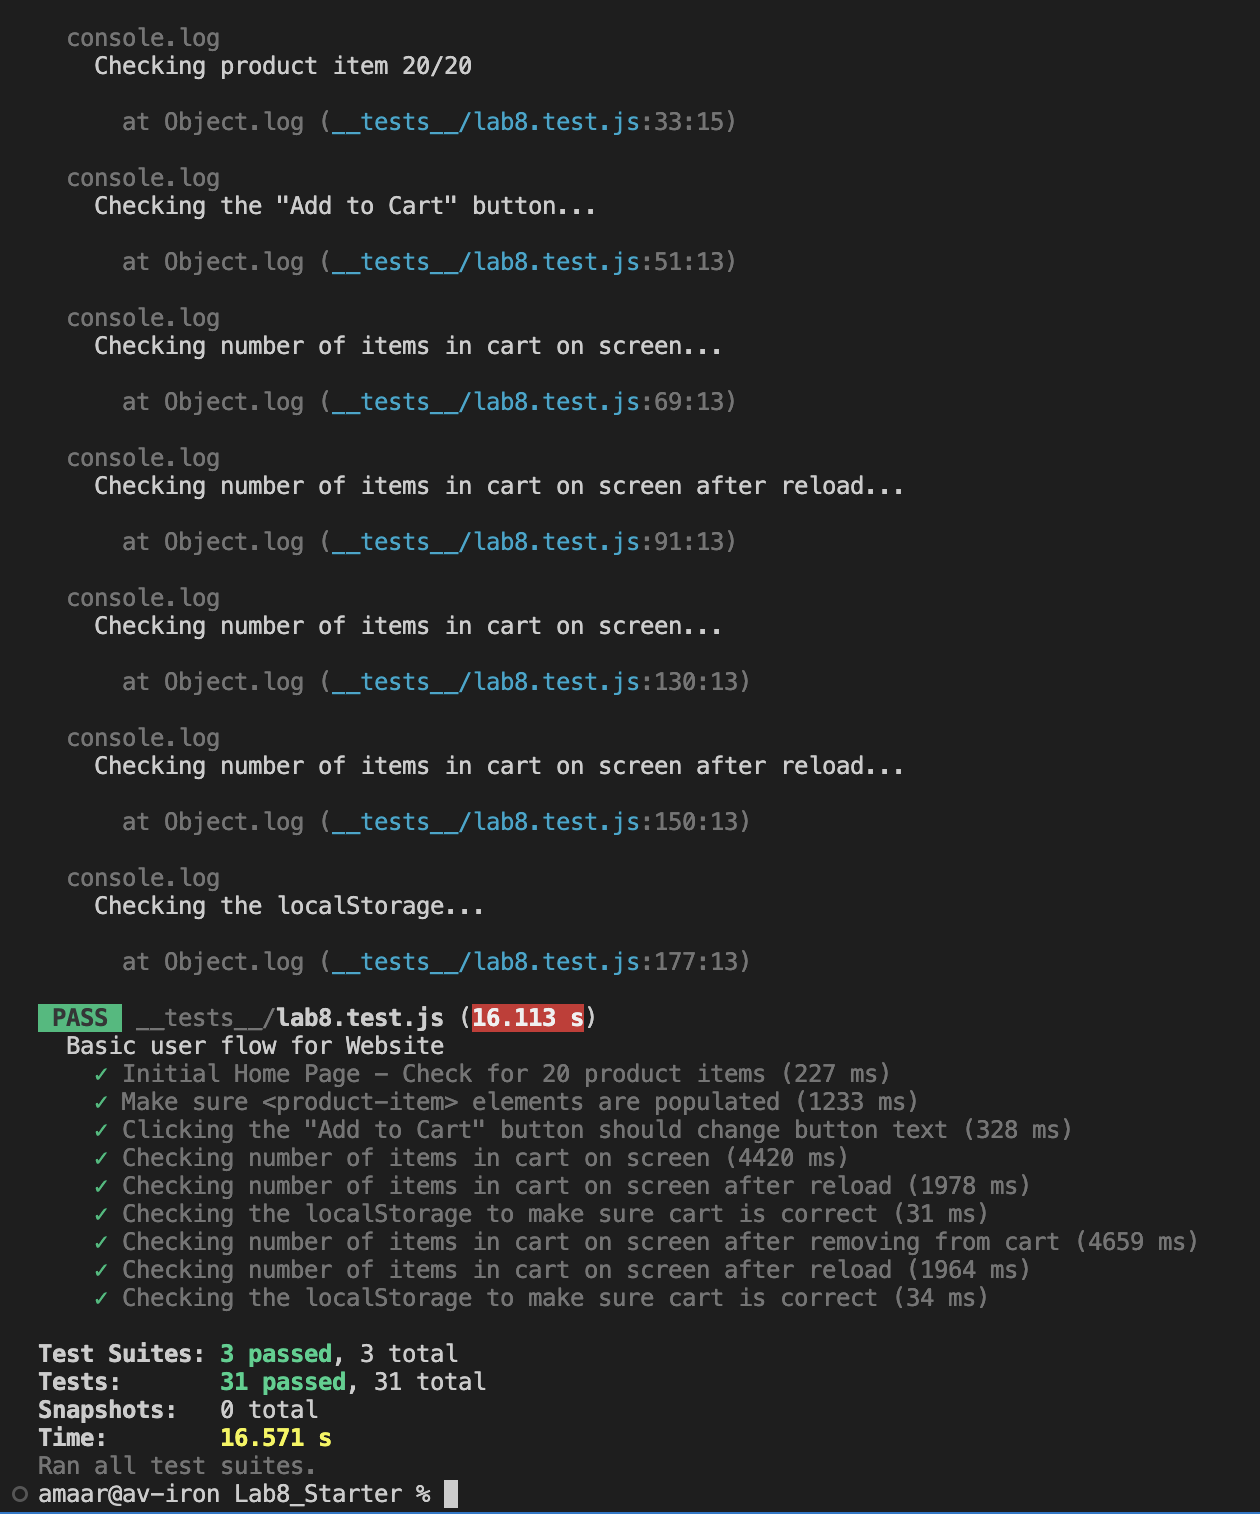 console.log
Checking product item 20/20
at Object.log (__tests__/lab8.test.js:33:15)
console.log
Checking the "Add to Cart" button...
at Object.log (__tests__/lab8.test.js:51:13)
console.log
Checking number of items in cart on screen...
at Object.log (__tests__/lab8.test.js:69:13)
console.log
Checking number of items in cart on screen after reload...
at Object.log (__tests__/lab8.test.js:91:13)
console.log
Checking number of items in cart on screen...
at Object.log (__tests__/lab8.test.js:130:13)
console.log
Checking number of items in cart on screen after reload...
at Object.log (__tests__/lab8.test.js:150:13)
console.log
Checking the localStorage...
at Object.log (__tests__/lab8.test.js:177:13)
PASS __tests__/lab8.test.js (16.113 s)
Basic user flow for Website
✓ Initial Home Page – Check for 20 product items (227 ms)
✓ Make sure <product-item> elements are populated (1233 ms)
✓ Clicking the "Add to Cart" button should change button text (328 ms)
✓ Checking number of items in cart on screen (4420 ms)
✓ Checking number of items in cart on screen after reload (1978 ms)
✓ Checking the localStorage to make sure cart is correct (31 ms)
✓ Checking number of items in cart on screen after removing from cart (4659 ms)
✓ Checking number of items in cart on screen after reload (1964 ms)
✓ Checking the localStorage to make sure cart is correct (34 ms)
Test Suites: 3 passed, 3 total
Tests: 31 passed, 31 total
Snapshots: 0 total
Time: 16.571 s
Ran all test suites.
amaar@av-iron Lab8_Starter %